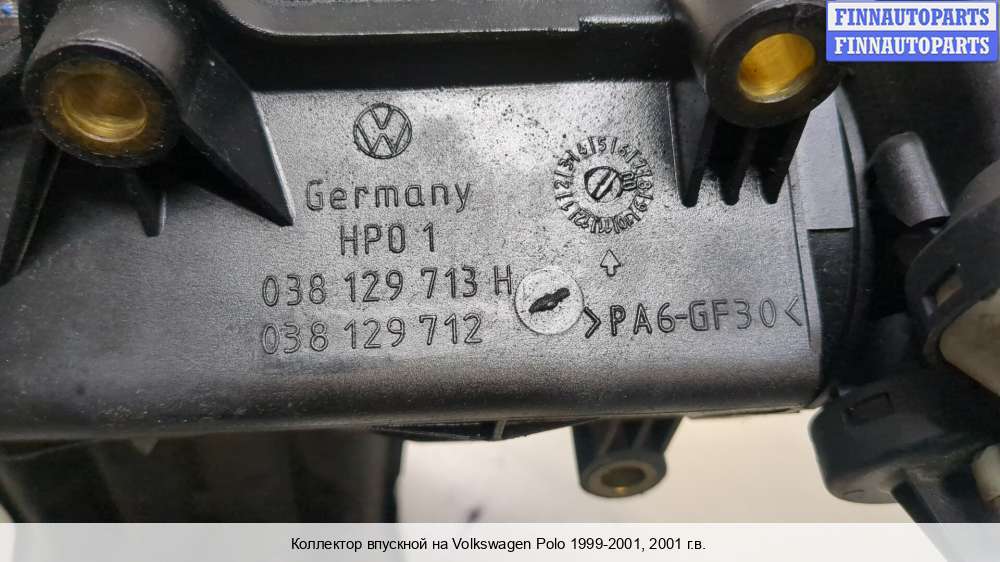 FINNAUTOPARTS
FINNAUTOPARTS
Germany
HPO 1
038 129 713 H
038 129 712
>PA6-GF30<
Коллектор впускной на Volkswagen Polo 1999-2001, 2001 г.в.